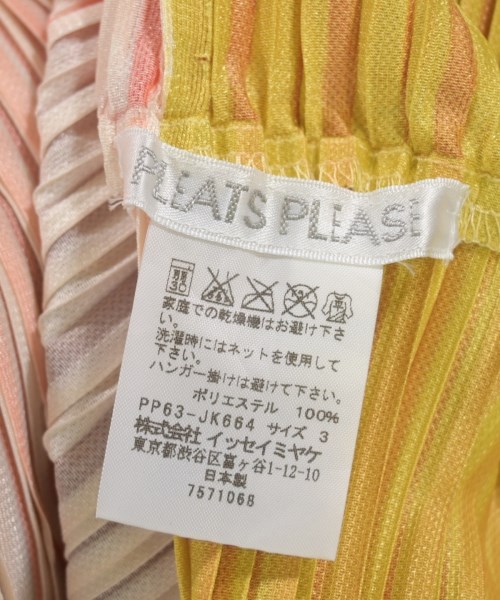 PLEATS PLEASE
家庭での乾燥機はお避け下さ
い。
洗濯時にはネットを使用して
下さい。
ハンガー掛けは避けて下さい。
ポリエステル 100%
PP63-JK664 サイズ 3
株式会社 イッセイミヤケ
東京都渋谷区富ヶ谷1-12-10
日本製
7571068